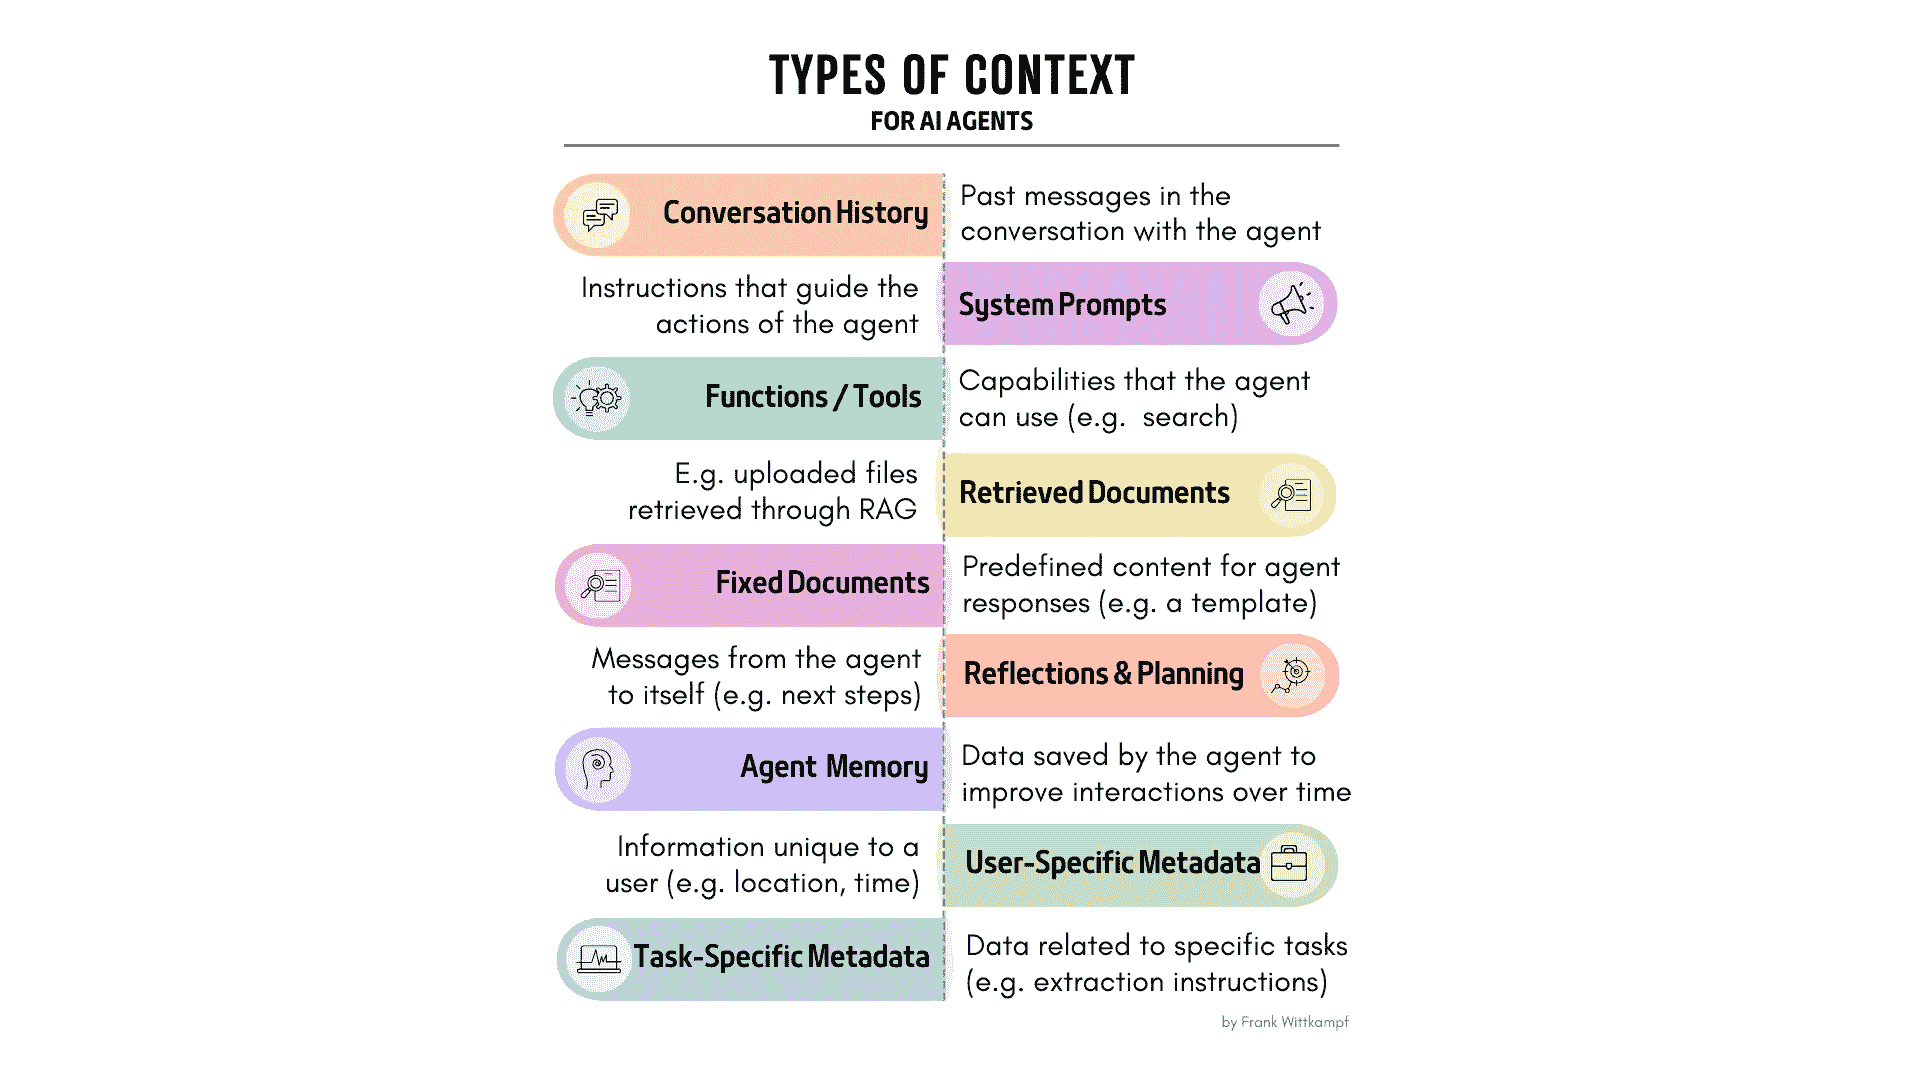 TYPES OF CONTEXT
FOR AI AGENTS
Conversation History
Past messages in the
conversation with the agent
Instructions that guide the
actions of the agent
System Prompts
Functions / Tools
Capabilities that the agent
can use (e.g. search)
E.g. uploaded files
retrieved through RAG
Retrieved Documents
Fixed Documents
Predefined content for agent
responses (e.g. a template)
Messages from the agent
to itself (e.g. next steps)
Reflections & Planning
Agent Memory
Data saved by the agent to
improve interactions over time
Information unique to a
user (e.g. location, time)
User-Specific Metadata
Task-Specific Metadata
Data related to specific tasks
(e.g. extraction instructions)
by Frank Wittkampf